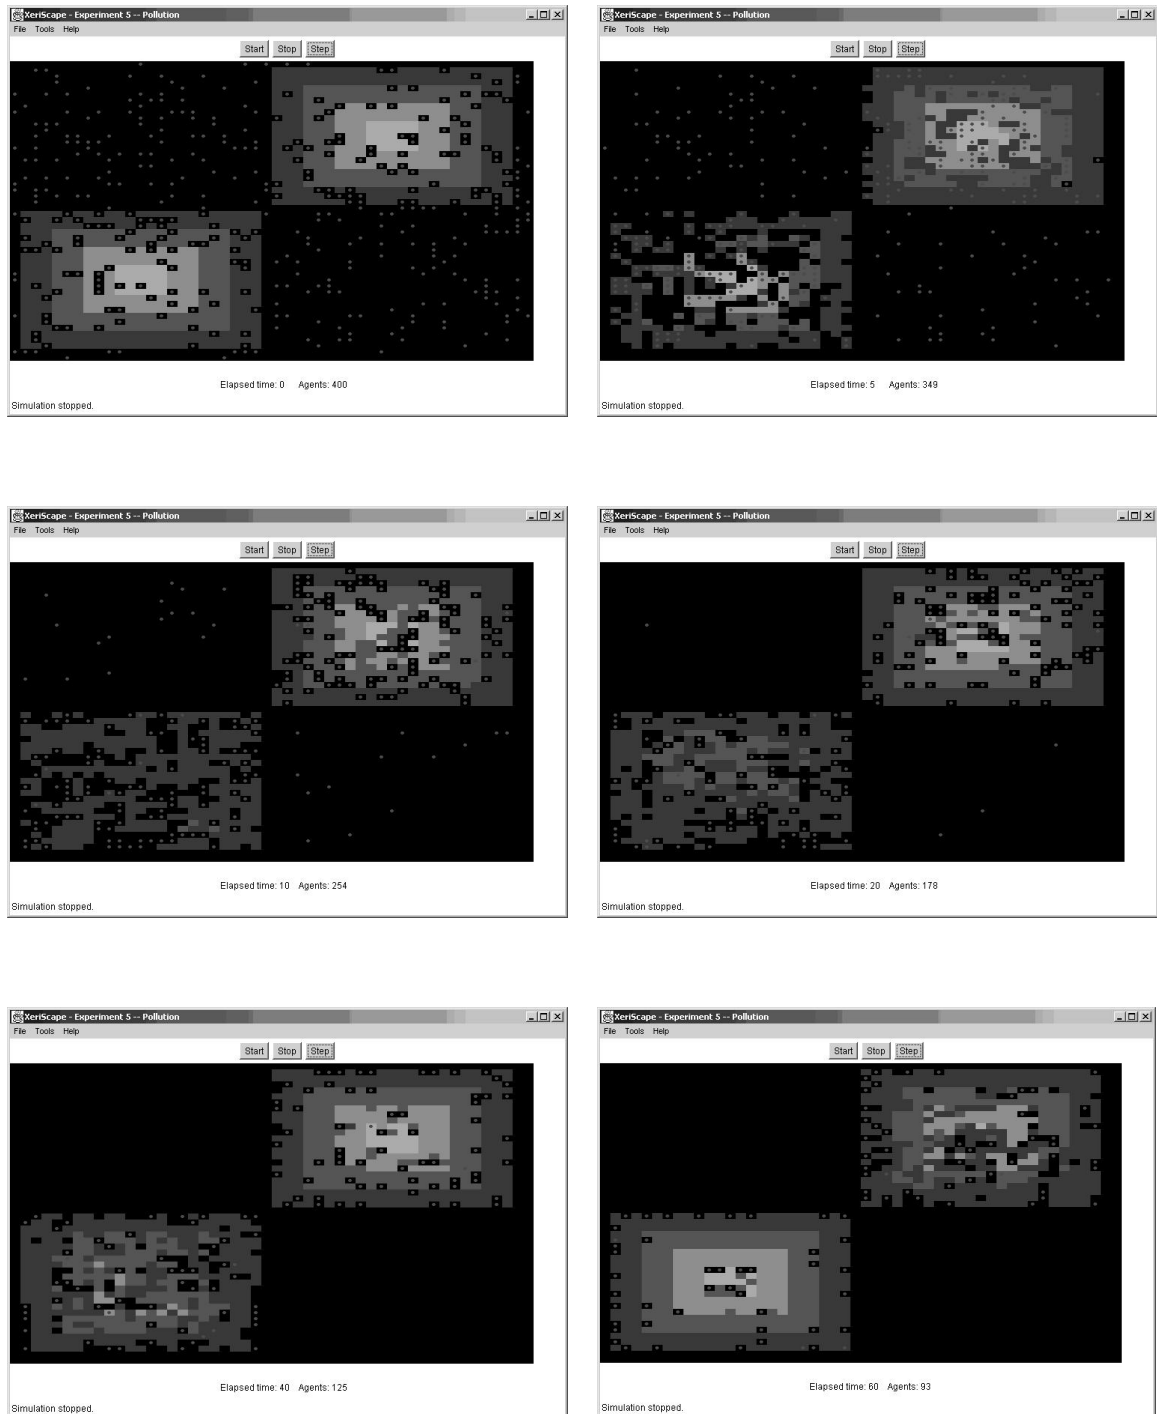 XeriScape - Experiment 5 -- Pollution
File Tools Help
Start Stop Step
Elapsed time: 0 Agents: 400
Simulation stopped.
XeriScape - Experiment 5 -- Pollution
File Tools Help
Start Stop Step
Elapsed time: 5 Agents: 349
Simulation stopped.
XeriScape - Experiment 5 -- Pollution
File Tools Help
Start Stop Step
Elapsed time: 10 Agents: 254
Simulation stopped.
XeriScape - Experiment 5 -- Pollution
File Tools Help
Start Stop Step
Elapsed time: 20 Agents: 178
Simulation stopped.
XeriScape - Experiment 5 -- Pollution
File Tools Help
Start Stop Step
Elapsed time: 40 Agents: 125
Simulation stopped.
XeriScape - Experiment 5 -- Pollution
File Tools Help
Start Stop Step
Elapsed time: 60 Agents: 93
Simulation stopped.